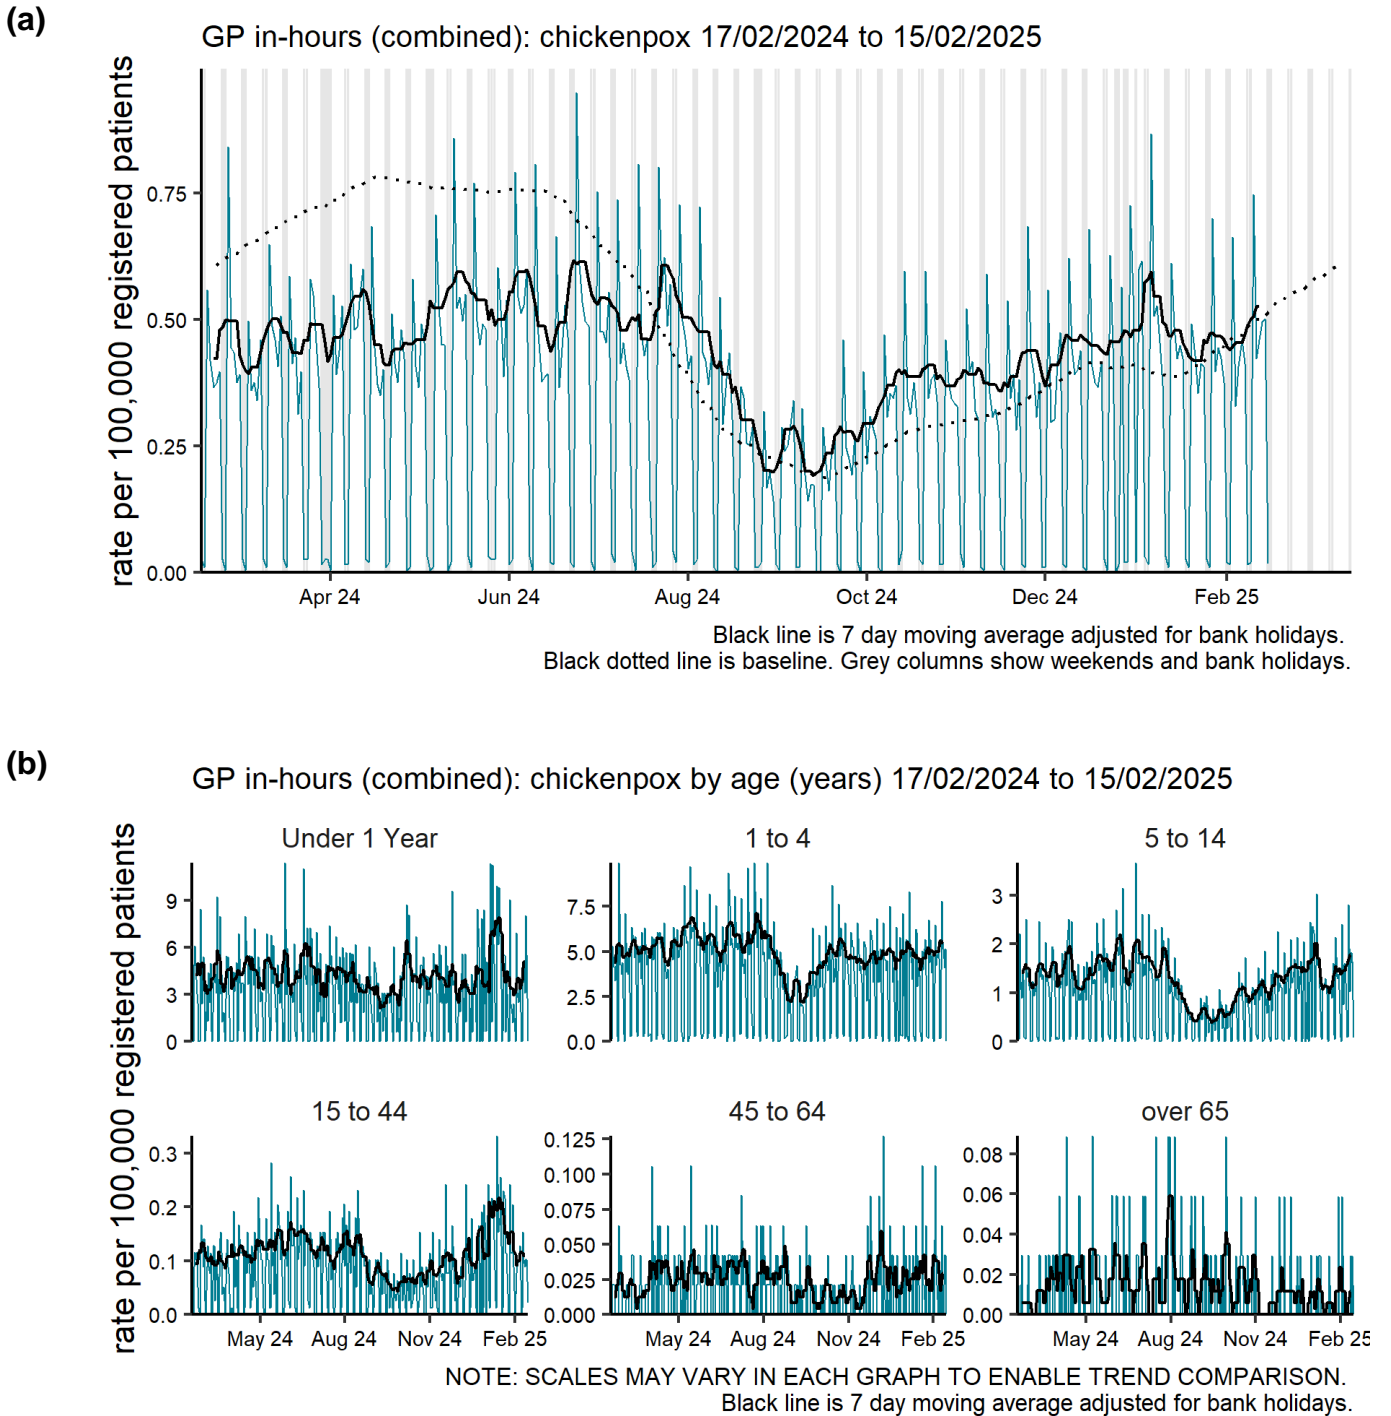 (a)
GP in-hours (combined): chickenpox 17/02/2024 to 15/02/2025
rate per 100,000 registered patients
0.75
0.50
0.25
0.00
Apr 24
Jun 24
Aug 24
Oct 24
Dec 24
Feb 25
Black line is 7 day moving average adjusted for bank holidays.
Black dotted line is baseline. Grey columns show weekends and bank holidays.
(b)
GP in-hours (combined): chickenpox by age (years) 17/02/2024 to 15/02/2025
rate per 100,000 registered patients
Under 1 Year
9
6
3
0
1 to 4
7.5
5.0
2.5
0.0
5 to 14
3
2
1
0
15 to 44
0.3
0.2
0.1
0.0
May 24
Aug 24
Nov 24
Feb 25
45 to 64
0.125
0.100
0.075
0.050
0.025
0.000
May 24
Aug 24
Nov 24
Feb 25
over 65
0.08
0.06
0.04
0.02
0.00
May 24
Aug 24
Nov 24
Feb 25
NOTE: SCALES MAY VARY IN EACH GRAPH TO ENABLE TREND COMPARISON.
Black line is 7 day moving average adjusted for bank holidays.